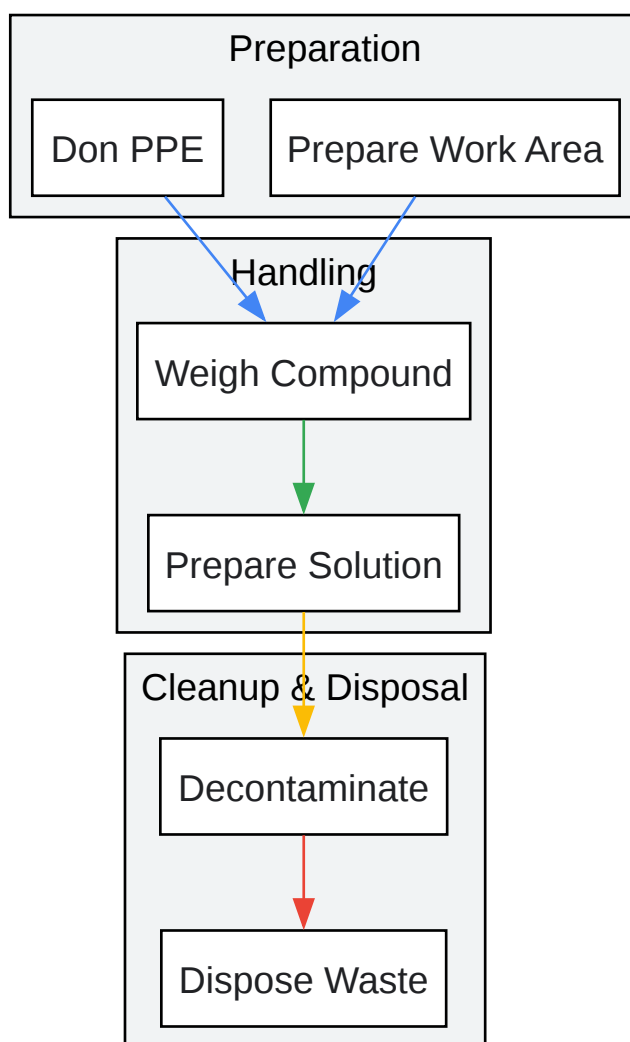 Preparation
Don PPE
Prepare Work Area
Handling
Weigh Compound
Prepare Solution
Cleanup & Disposal
Decontaminate
Dispose Waste